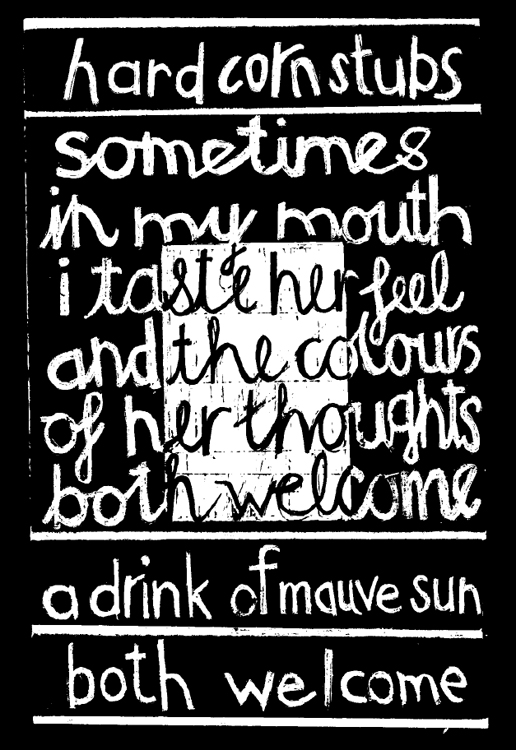 hard corn stubs
sometimes
in my mouth
i taste her feel
and the colours
of her thoughts
both welcome
a drink of mauve sun
both welcome